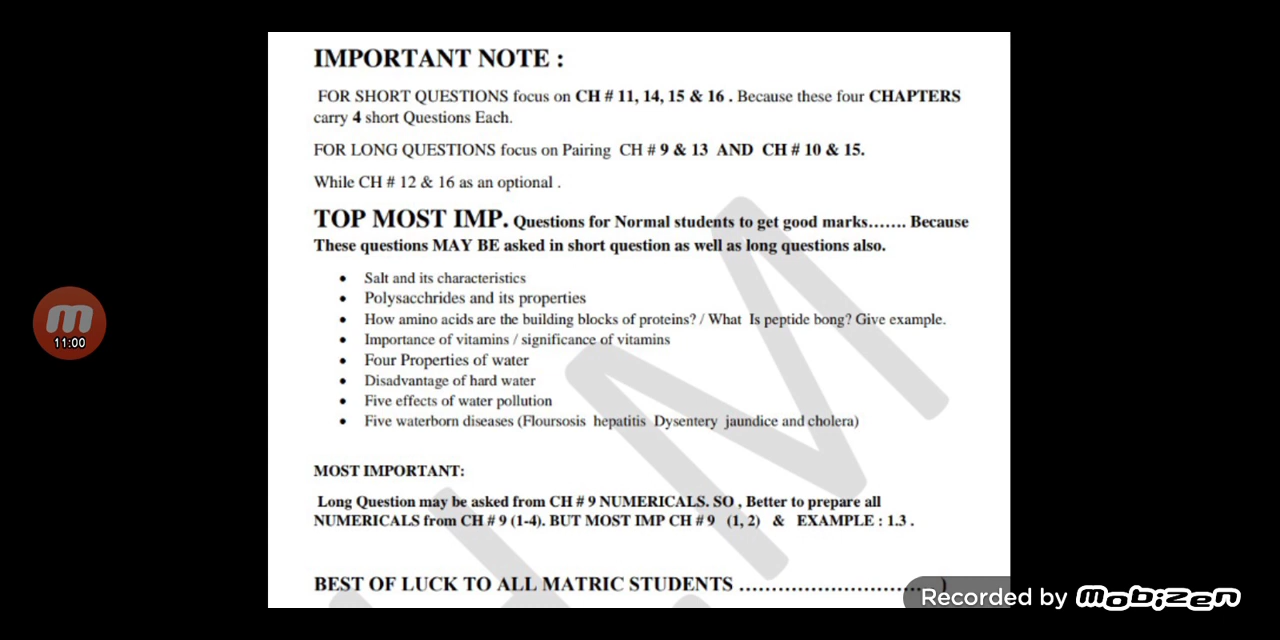 IMPORTANT NOTE :
FOR SHORT QUESTIONS focus on CH # 11, 14, 15 & 16 . Because these four CHAPTERS
carry 4 short Questions Each.
FOR LONG QUESTIONS focus on Pairing CH # 9 & 13 AND CH # 10 & 15.
While CH # 12 & 16 as an optional .
TOP MOST IMP. Questions for Normal students to get good marks……. Because
These questions MAY BE asked in short question as well as long questions also.
• Salt and its characteristics
• Polysacchrides and its properties
• How amino acids are the building blocks of proteins? / What Is peptide bong? Give example.
• Importance of vitamins / significance of vitamins
• Four Properties of water
• Disadvantage of hard water
• Five effects of water pollution
• Five waterborn diseases (Floursosis hepatitis Dysentery jaundice and cholera)
11:00
MOST IMPORTANT:
Long Question may be asked from CH # 9 NUMERICALS. SO , Better to prepare all
NUMERICALS from CH # 9 (1-4). BUT MOST IMP CH # 9 (1, 2) & EXAMPLE : 1.3 .
BEST OF LUCK TO ALL MATRIC STUDENTS ………………………… )
Recorded by mobizen